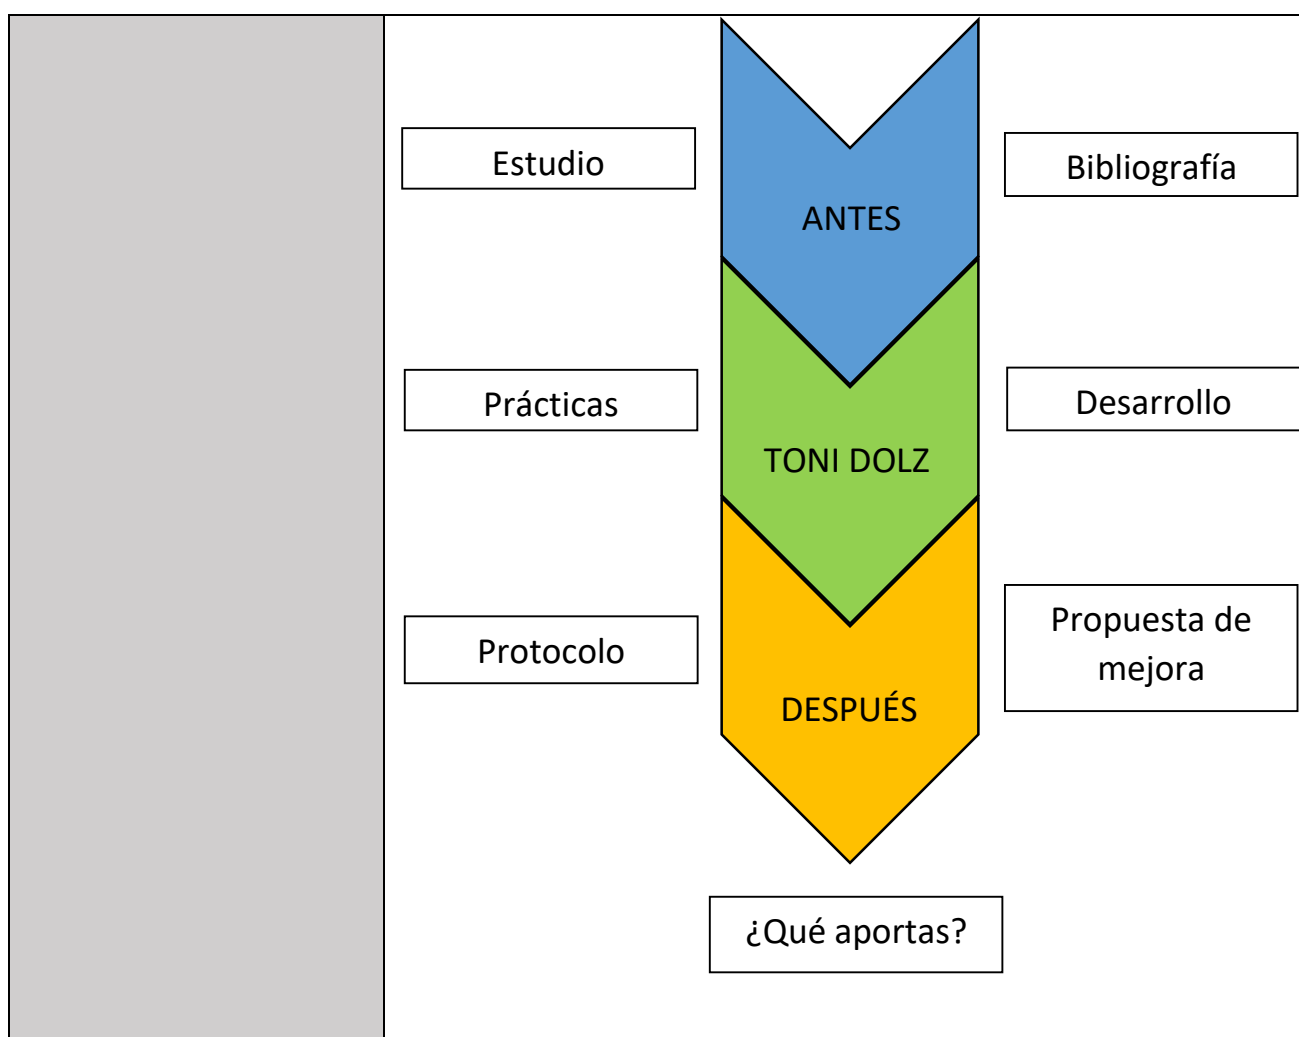 Estudio
Bibliografía
ANTES
Prácticas
Desarrollo
TONI DOLZ
Protocolo
Propuesta de
mejora
DESPUÉS
¿Qué aportas?